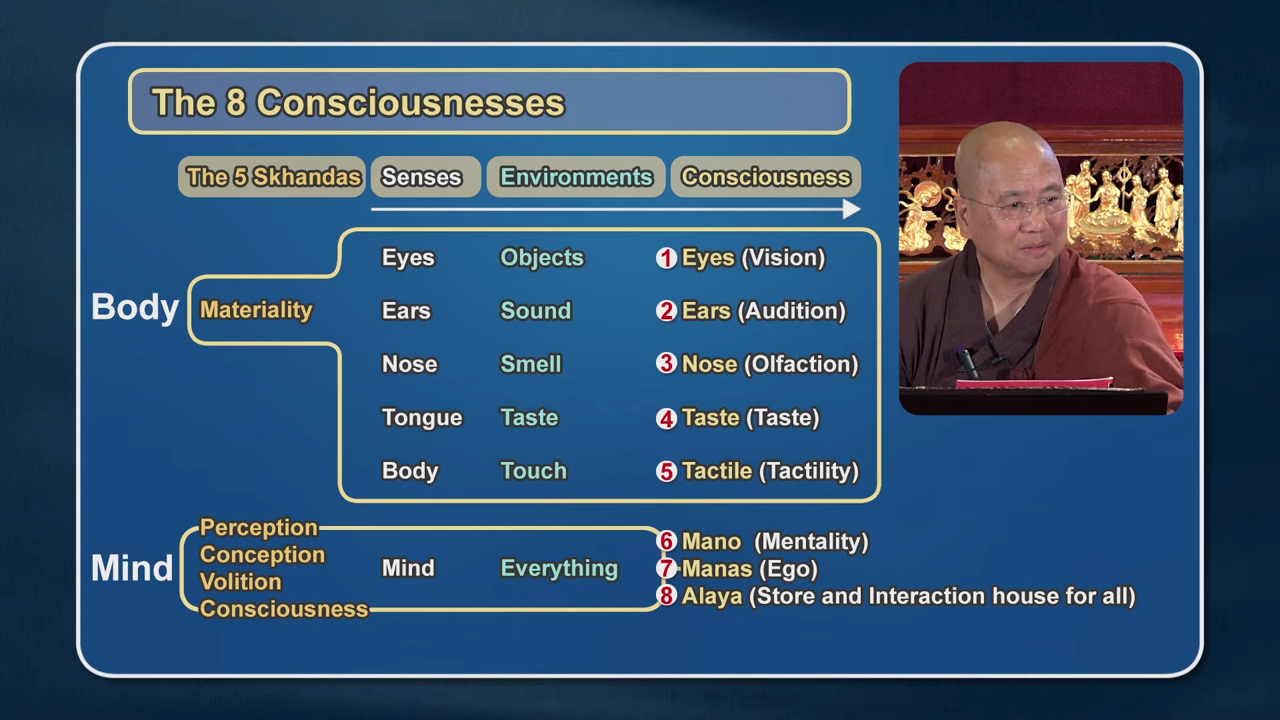 The 8 Consciousnesses
The 5 Skhandas Senses Environments Consciousness
Body
Materiality
Eyes Objects 1 Eyes (Vision)
Ears Sound 2 Ears (Audition)
Nose Smell 3 Nose (Olfaction)
Tongue Taste 4 Taste (Taste)
Body Touch 5 Tactile (Tactility)
Mind
Perception
Conception
Volition
Consciousness
Mind Everything
6 Mano (Mentality)
7 Manas (Ego)
8 Alaya (Store and Interaction house for all)